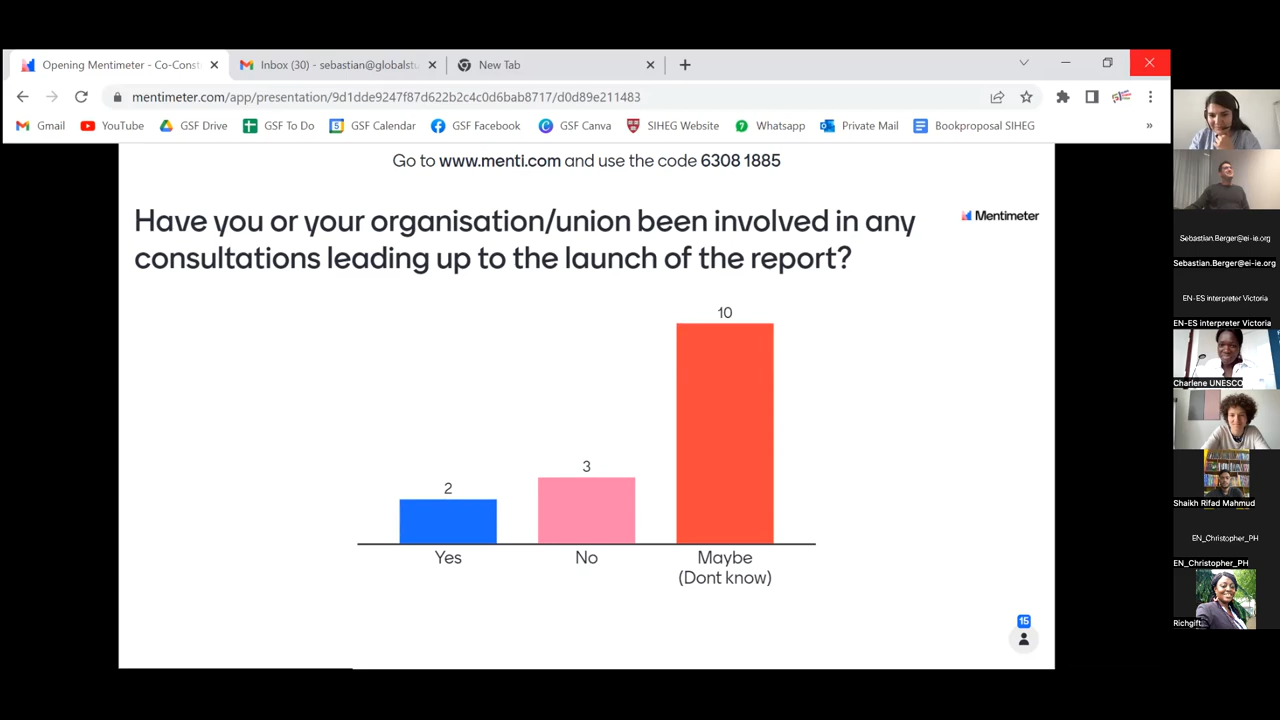 Opening Mentimeter - Co-Const
Inbox (30) - sebastian@globalstu
New Tab
mentimeter.com/app/presentation/9d1dde9247f87d622b2c4c0d6bab8717/d0d89e211483
Gmail
YouTube
GSF Drive
GSF To Do
GSF Calendar
GSF Facebook
GSF Canva
SIHEG Website
Whatsapp
Private Mail
Bookproposal SIHEG
Go to www.menti.com and use the code 6308 1885
Have you or your organisation/union been involved in any
consultations leading up to the launch of the report?
Mentimeter
2
3
10
Yes
No
Maybe
(Dont know)
15
Sebastian.Berger@ei-ie.org
Sebastian.Berger@ei-ie.org
EN-ES interpreter Victoria
EN-ES interpreter Victoria
Charlene UNESCO
Shaikh Rifad Mahmud
EN_Christopher_PH
EN_Christopher_PH
Richgift